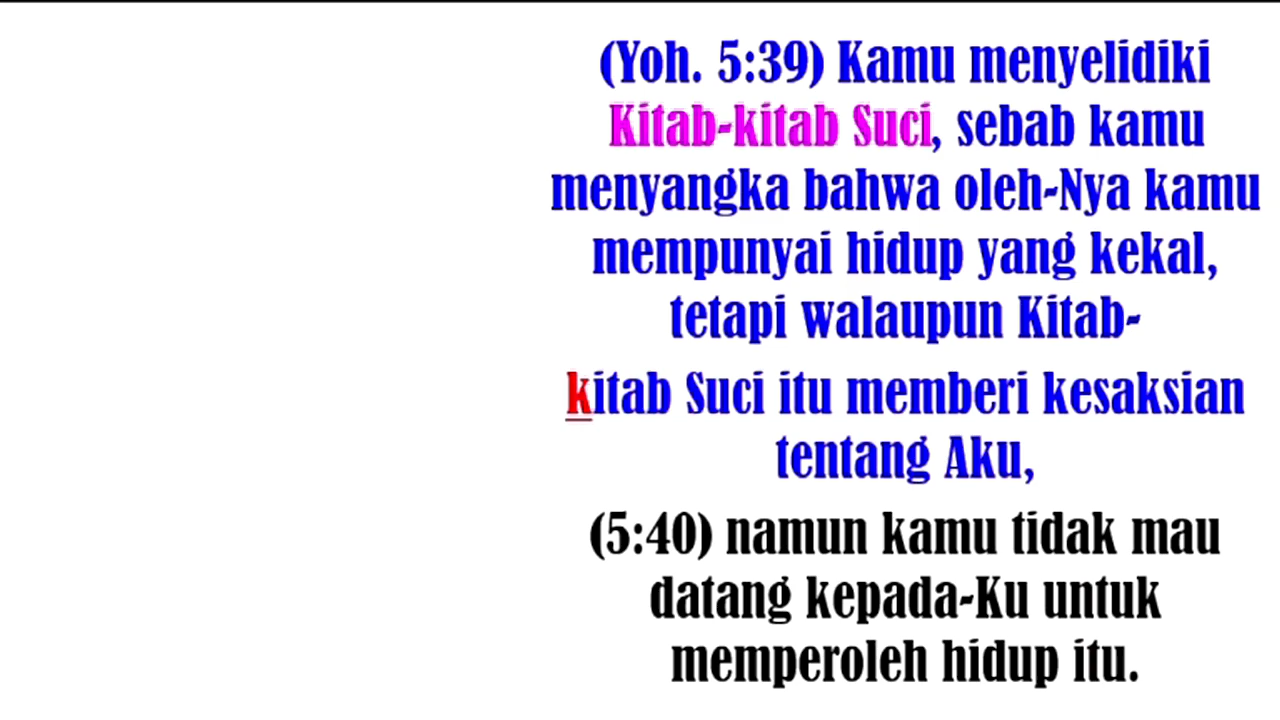 (Yoh. 5:39) Kamu menyelidiki
Kitab-kitab Suci, sebab kamu
menyangka bahwa oleh-Nya kamu
mempunyai hidup yang kekal,
tetapi walaupun Kitab-
kitab Suci itu memberi kesaksian
tentang Aku,
(5:40) namun kamu tidak mau
datang kepada-Ku untuk
memperoleh hidup itu.